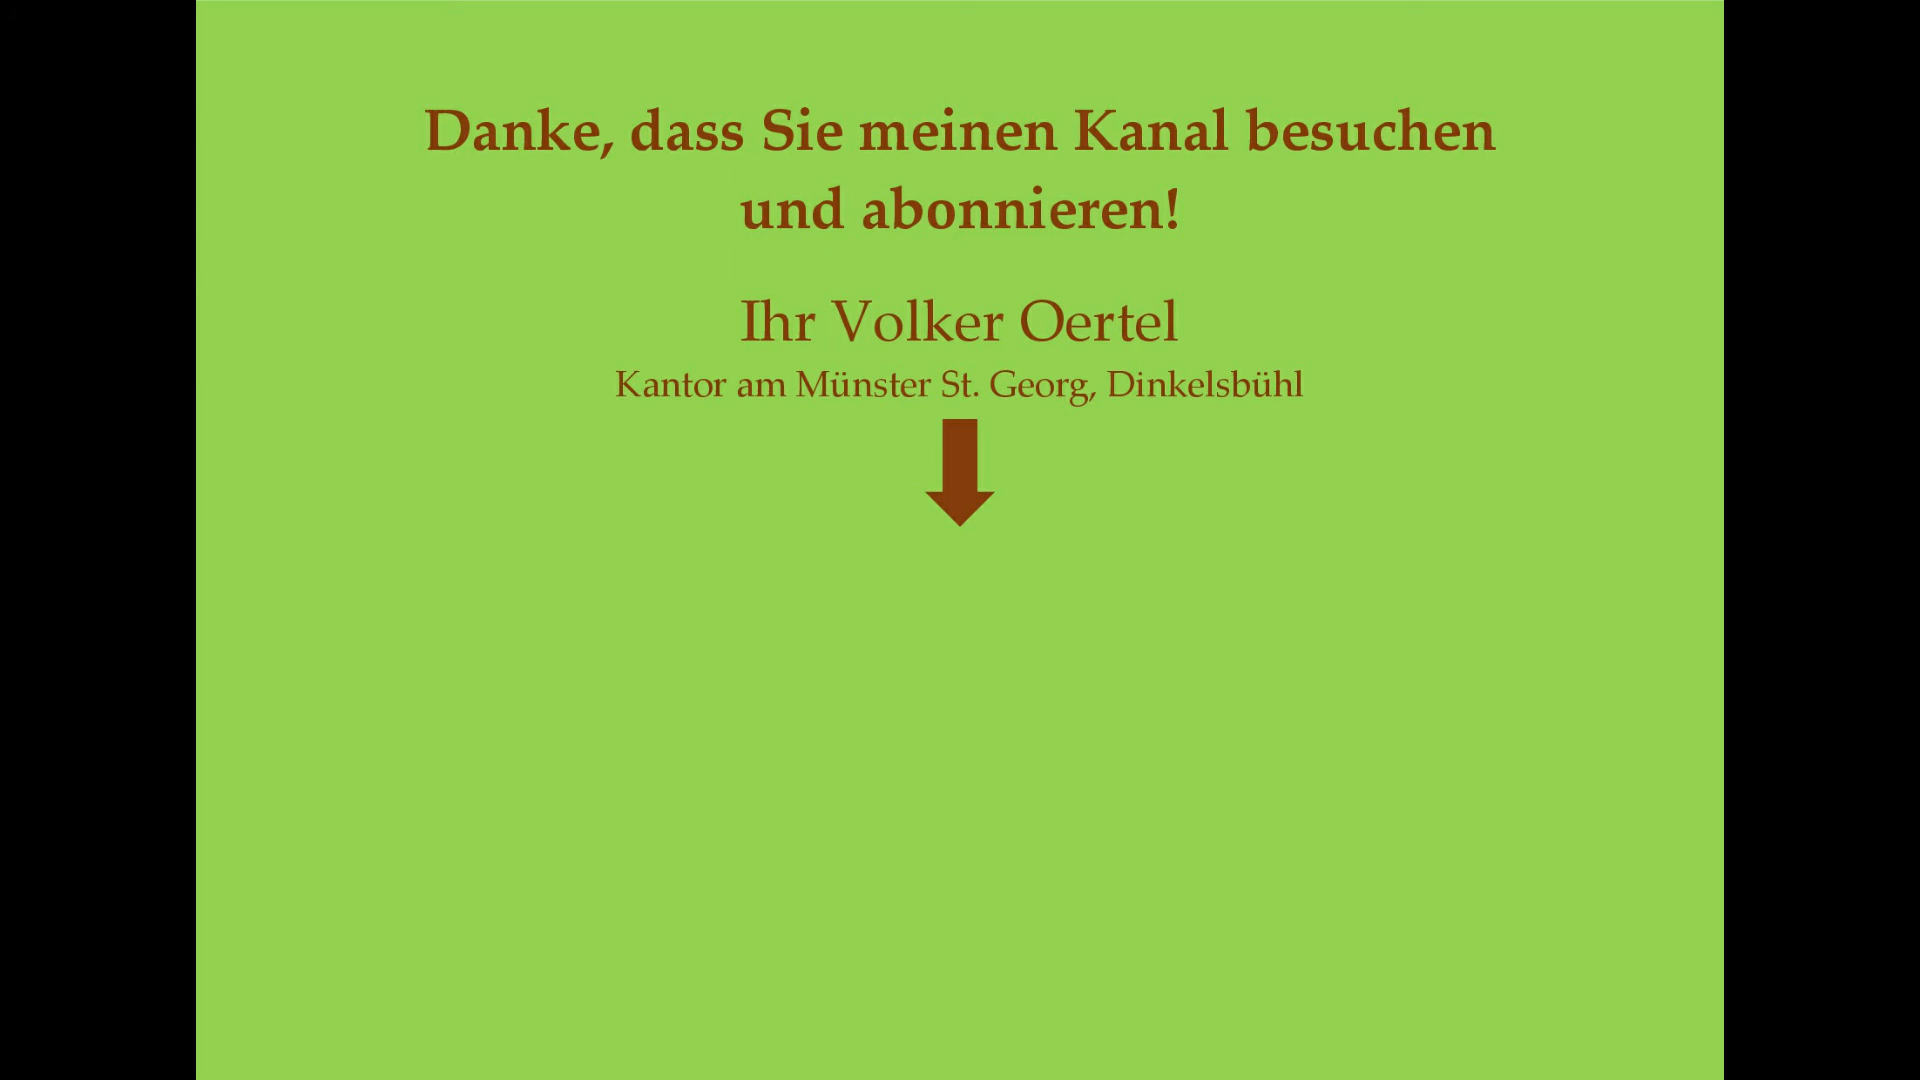 Danke, dass Sie meinen Kanal besuchen
und abonnieren!
Ihr Volker Oertel
Kantor am Münster St. Georg, Dinkelsbühl